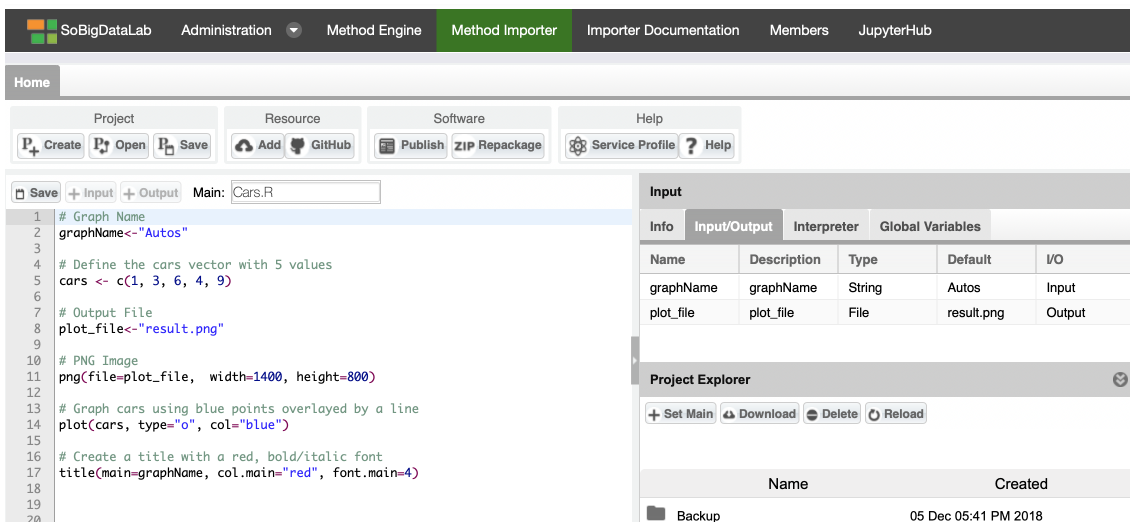 SoBigDataLab Administration Method Engine Method Importer Importer Documentation Members JupyterHub
Home
Project Resource Software Help
P+ Create P Open P Save Add GitHub Publish ZIP Repackage Service Profile ? Help
Save + Input + Output Main: Cars.R
1 # Graph Name
2 graphName<-"Autos"
3
4 # Define the cars vector with 5 values
5 cars <- c(1, 3, 6, 4, 9)
6
7 # Output File
8 plot_file<-"result.png"
9
10 # PNG Image
11 png(file=plot_file,  width=1400, height=800)
12
13 # Graph cars using blue points overlayed by a line
14 plot(cars, type="o", col="blue")
15
16 # Create a title with a red, bold/italic font
17 title(main=graphName, col.main="red", font.main=4)
18
19
20
Input
Info Input/Output Interpreter Global Variables
Name Description Type Default I/O
graphName graphName String Autos Input
plot_file plot_file File result.png Output
Project Explorer
+ Set Main Download Delete Reload
Name Created
Backup 05 Dec 05:41 PM 2018